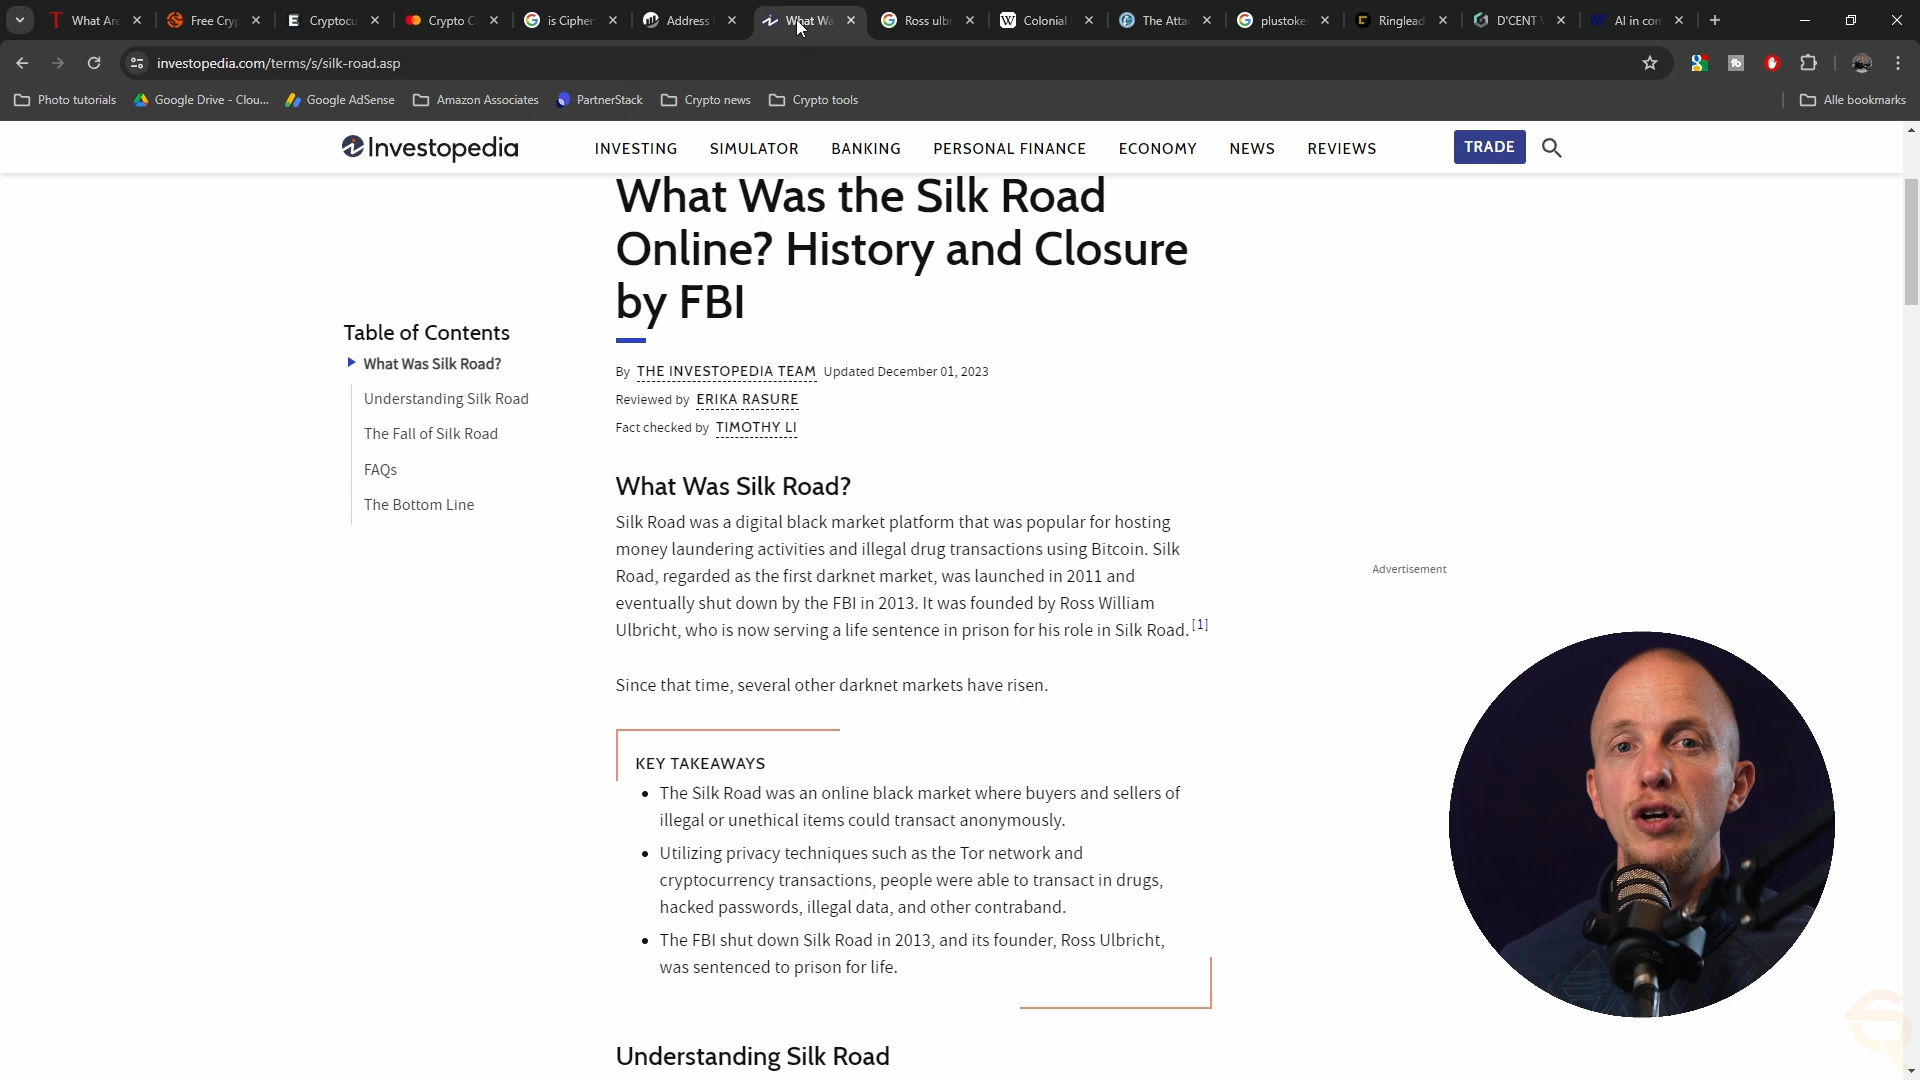 What Are
Free Cryp
Cryptocu
Crypto C
is Cipher
Address
What Wa
Ross ulb
Colonial
The Atta
plustoke
Ringlead
D'CENT
AI in con
investopedia.com/terms/s/silk-road.asp
Photo tutorials
Google Drive - Clou...
Google AdSense
Amazon Associates
PartnerStack
Crypto news
Crypto tools
Alle bookmarks
Investopedia
INVESTING
SIMULATOR
BANKING
PERSONAL FINANCE
ECONOMY
NEWS
REVIEWS
TRADE
What Was the Silk Road
Online? History and Closure
by FBI
Table of Contents
What Was Silk Road?
Understanding Silk Road
The Fall of Silk Road
FAQs
The Bottom Line
By THE INVESTOPEDIA TEAM Updated December 01, 2023
Reviewed by ERIKA RASURE
Fact checked by TIMOTHY LI
What Was Silk Road?
Silk Road was a digital black market platform that was popular for hosting
money laundering activities and illegal drug transactions using Bitcoin. Silk
Road, regarded as the first darknet market, was launched in 2011 and
eventually shut down by the FBI in 2013. It was founded by Ross William
Ulbricht, who is now serving a life sentence in prison for his role in Silk Road. [1]
Since that time, several other darknet markets have risen.
Advertisement
KEY TAKEAWAYS
• The Silk Road was an online black market where buyers and sellers of
illegal or unethical items could transact anonymously.
• Utilizing privacy techniques such as the Tor network and
cryptocurrency transactions, people were able to transact in drugs,
hacked passwords, illegal data, and other contraband.
• The FBI shut down Silk Road in 2013, and its founder, Ross Ulbricht,
was sentenced to prison for life.
Understanding Silk Road